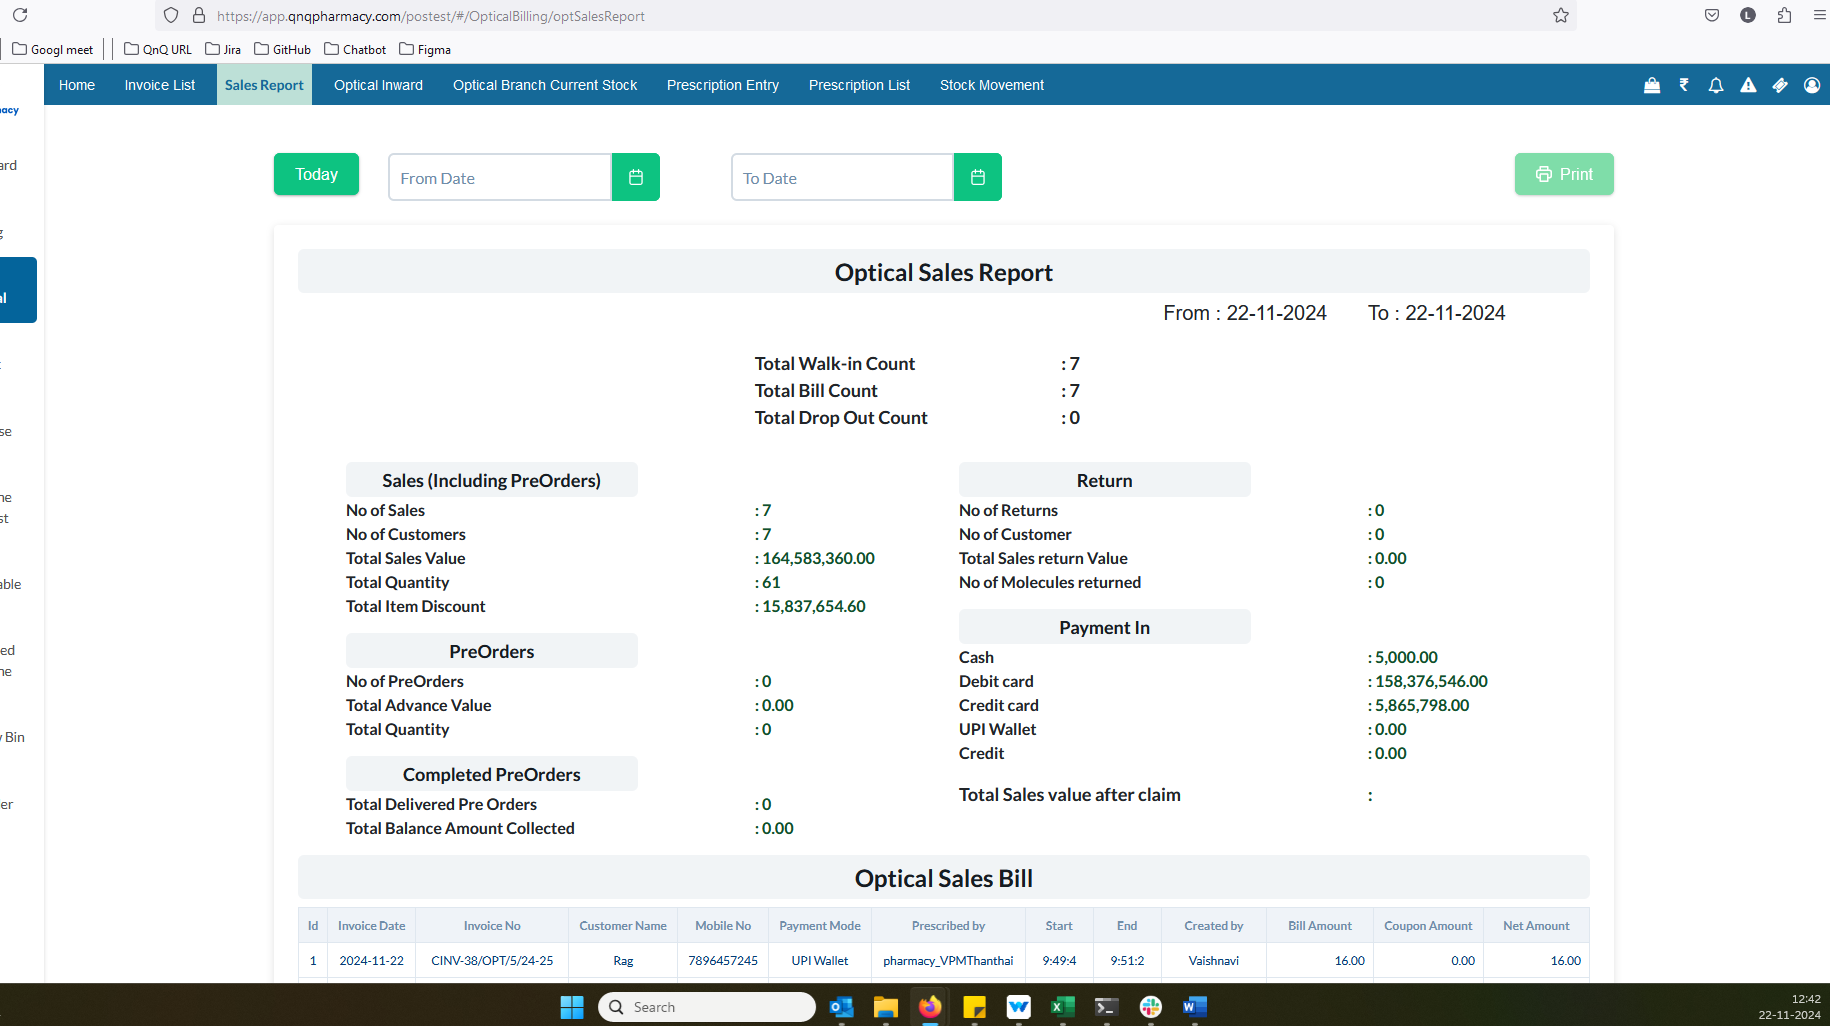 https://app.qnqpharmacy.com/postest/#/OpticalBilling/optSalesReport
L
Googl meet
QnQ URL
Jira
GitHub
Chatbot
Figma
Home
Invoice List
Sales Report
Optical Inward
Optical Branch Current Stock
Prescription Entry
Prescription List
Stock Movement
₹
acy
ard
al
se
ne
st
able
ed
ne
Bin
er
Today
From Date
To Date
Print
Optical Sales Report
From : 22-11-2024 To : 22-11-2024
Total Walk-in Count : 7
Total Bill Count : 7
Total Drop Out Count : 0
Sales (Including PreOrders)
No of Sales : 7
No of Customers : 7
Total Sales Value : 164,583,360.00
Total Quantity : 61
Total Item Discount : 15,837,654.60
PreOrders
No of PreOrders : 0
Total Advance Value : 0.00
Total Quantity : 0
Completed PreOrders
Total Delivered Pre Orders : 0
Total Balance Amount Collected : 0.00
Return
No of Returns : 0
No of Customer : 0
Total Sales return Value : 0.00
No of Molecules returned : 0
Payment In
Cash : 5,000.00
Debit card : 158,376,546.00
Credit card : 5,865,798.00
UPI Wallet : 0.00
Credit : 0.00
Total Sales value after claim :
Optical Sales Bill
Id Invoice Date Invoice No Customer Name Mobile No Payment Mode Prescribed by Start End Created by Bill Amount Coupon Amount Net Amount
1 2024-11-22 CINV-38/OPT/5/24-25 Rag 7896457245 UPI Wallet pharmacy_VPMThanthai 9:49:4 9:51:2 Vaishnavi 16.00 0.00 16.00
Search
12:42
22-11-2024